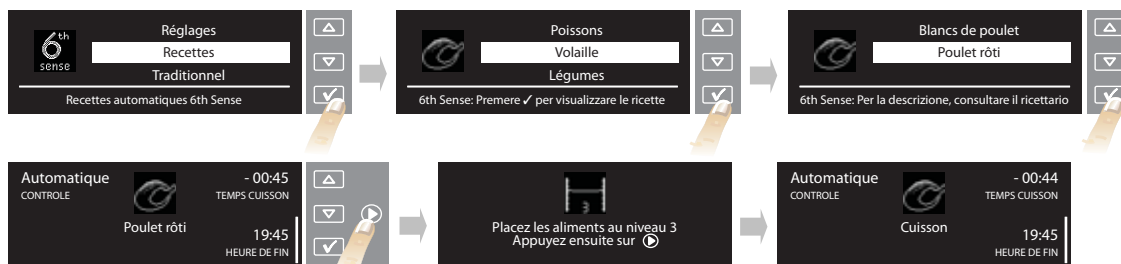 6th
sense
Réglages
Recettes
Traditionnel
Recettes automatiques 6th Sense
Poissons
Volaille
Légumes
6th Sense: Premere ✓ per visualizzare le ricette
Blancs de poulet
Poulet rôti
6th Sense: Per la descrizione, consultare il ricettario
Automatique
CONTROLE
- 00:45
TEMPS CUISSON
Poulet rôti
19:45
HEURE DE FIN
3
Placez les aliments au niveau 3
Appuyez ensuite sur
Automatique
CONTROLE
- 00:44
TEMPS CUISSON
Cuisson
19:45
HEURE DE FIN